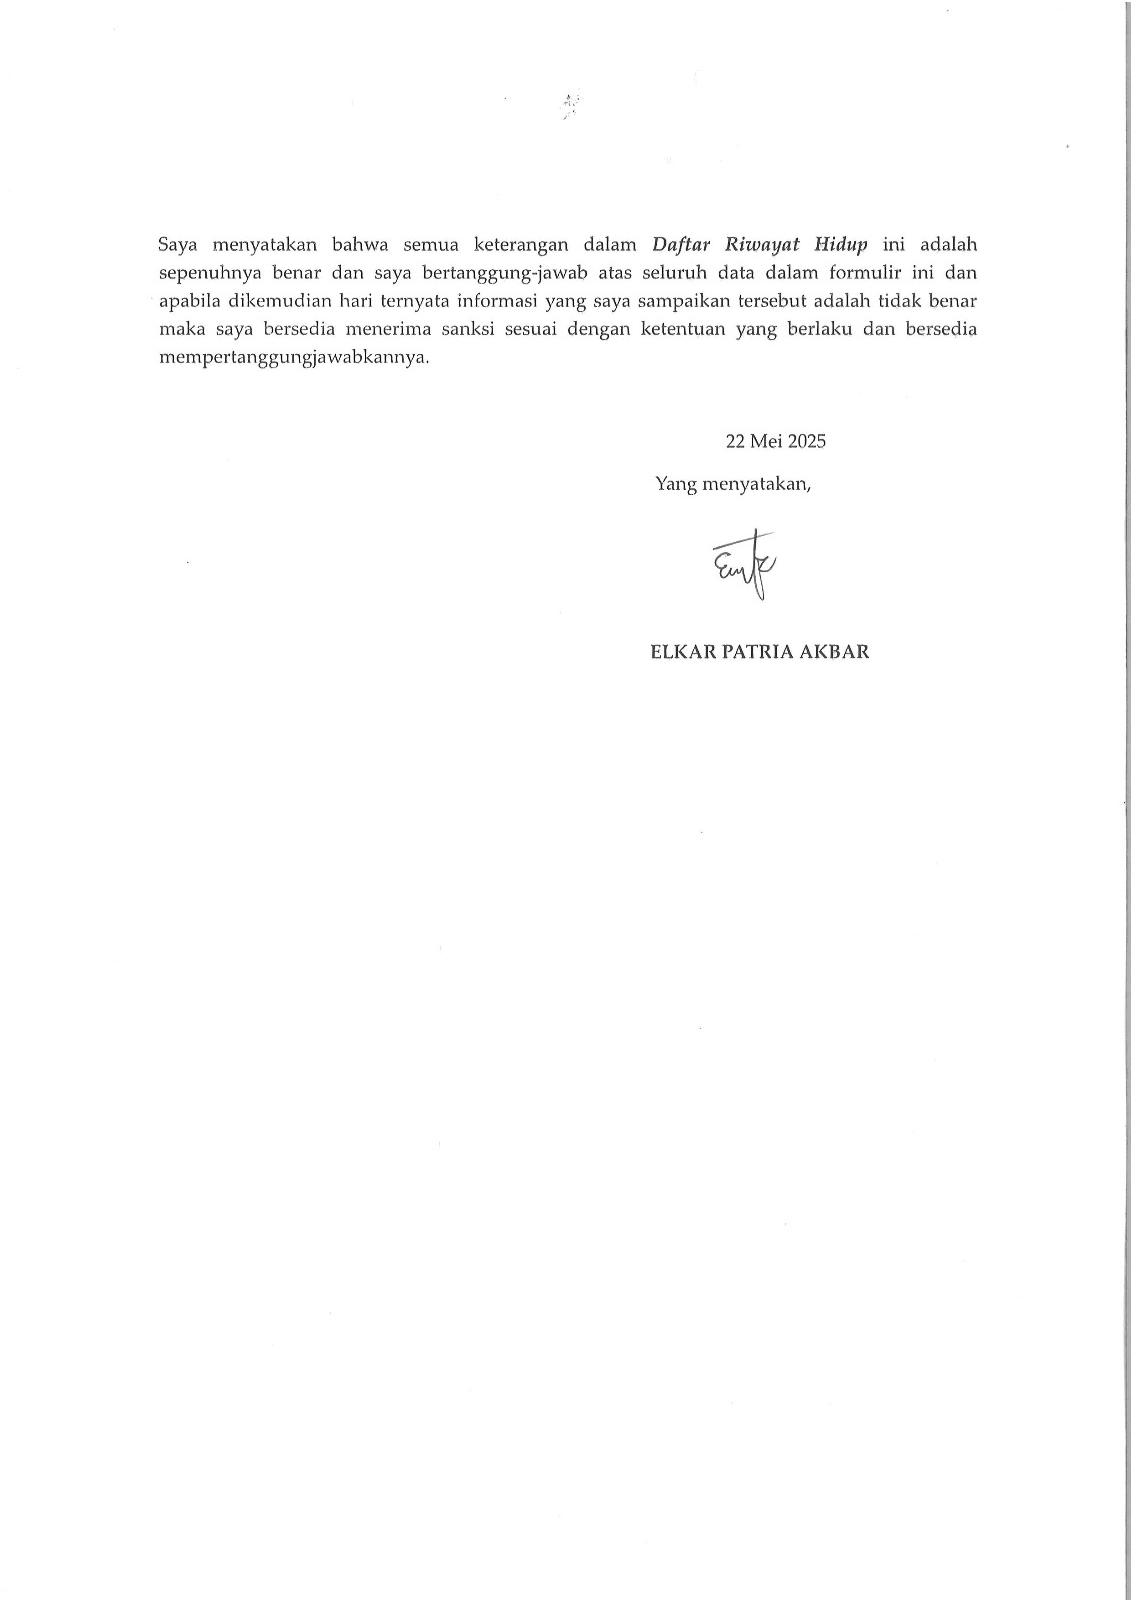 Saya menyatakan bahwa semua keterangan dalam Daftar Riwayat Hidup ini adalah
sepenuhnya benar dan saya bertanggung-jawab atas seluruh data dalam formulir ini dan
apabila dikemudian hari ternyata informasi yang saya sampaikan tersebut adalah tidak benar
maka saya bersedia menerima sanksi sesuai dengan ketentuan yang berlaku dan bersedia
mempertanggungjawabkannya.
22 Mei 2025
Yang menyatakan,
ELKAR PATRIA AKBAR